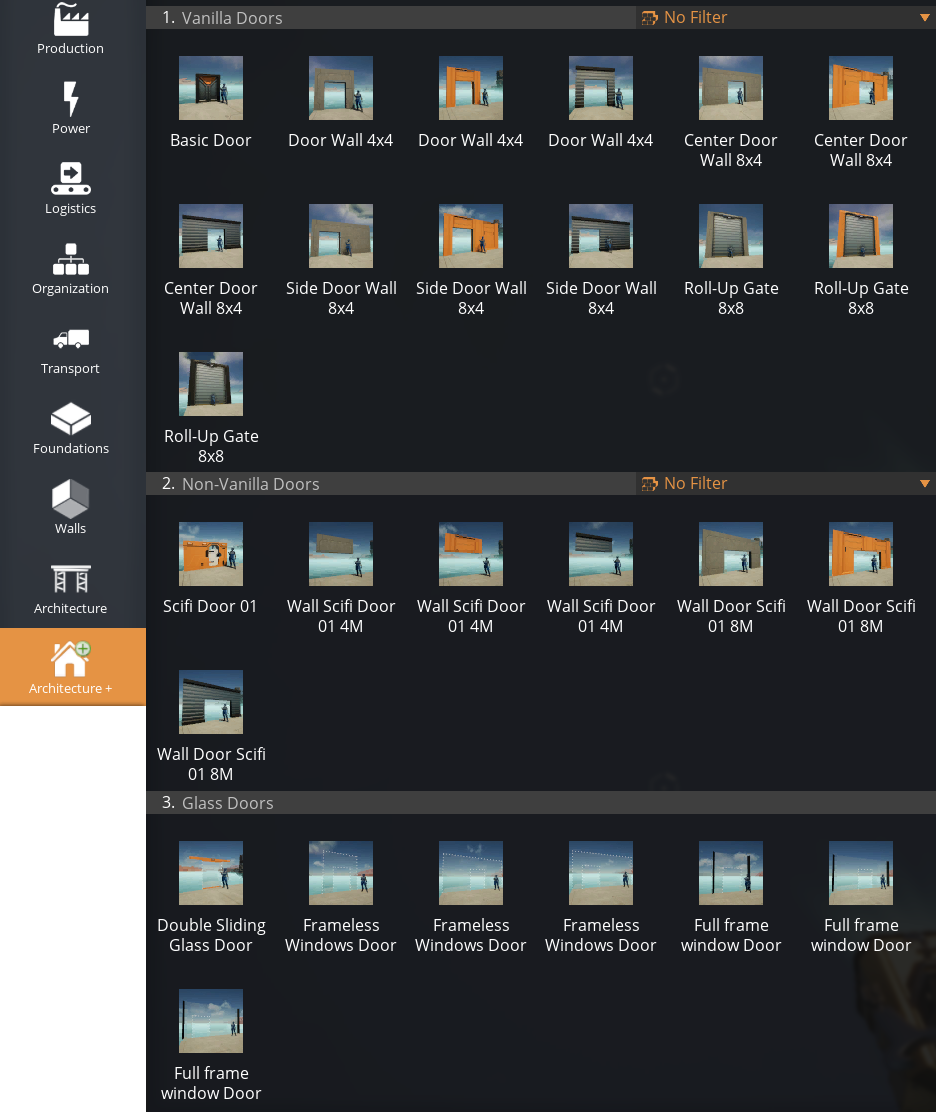 Production
Power
Logistics
Organization
Transport
Foundations
Walls
Architecture
Architecture +
1. Vanilla Doors
No Filter
Basic Door
Door Wall 4x4
Door Wall 4x4
Door Wall 4x4
Center Door
Wall 8x4
Center Door
Wall 8x4
Center Door
Wall 8x4
Side Door Wall
8x4
Side Door Wall
8x4
Side Door Wall
8x4
Roll-Up Gate
8x8
Roll-Up Gate
8x8
Roll-Up Gate
8x8
2. Non-Vanilla Doors
No Filter
Scifi Door 01
Wall Scifi Door
01 4M
Wall Scifi Door
01 4M
Wall Scifi Door
01 4M
Wall Door Scifi
01 8M
Wall Door Scifi
01 8M
Wall Door Scifi
01 8M
3. Glass Doors
Double Sliding
Glass Door
Frameless
Windows Door
Frameless
Windows Door
Frameless
Windows Door
Full frame
window Door
Full frame
window Door
Full frame
window Door